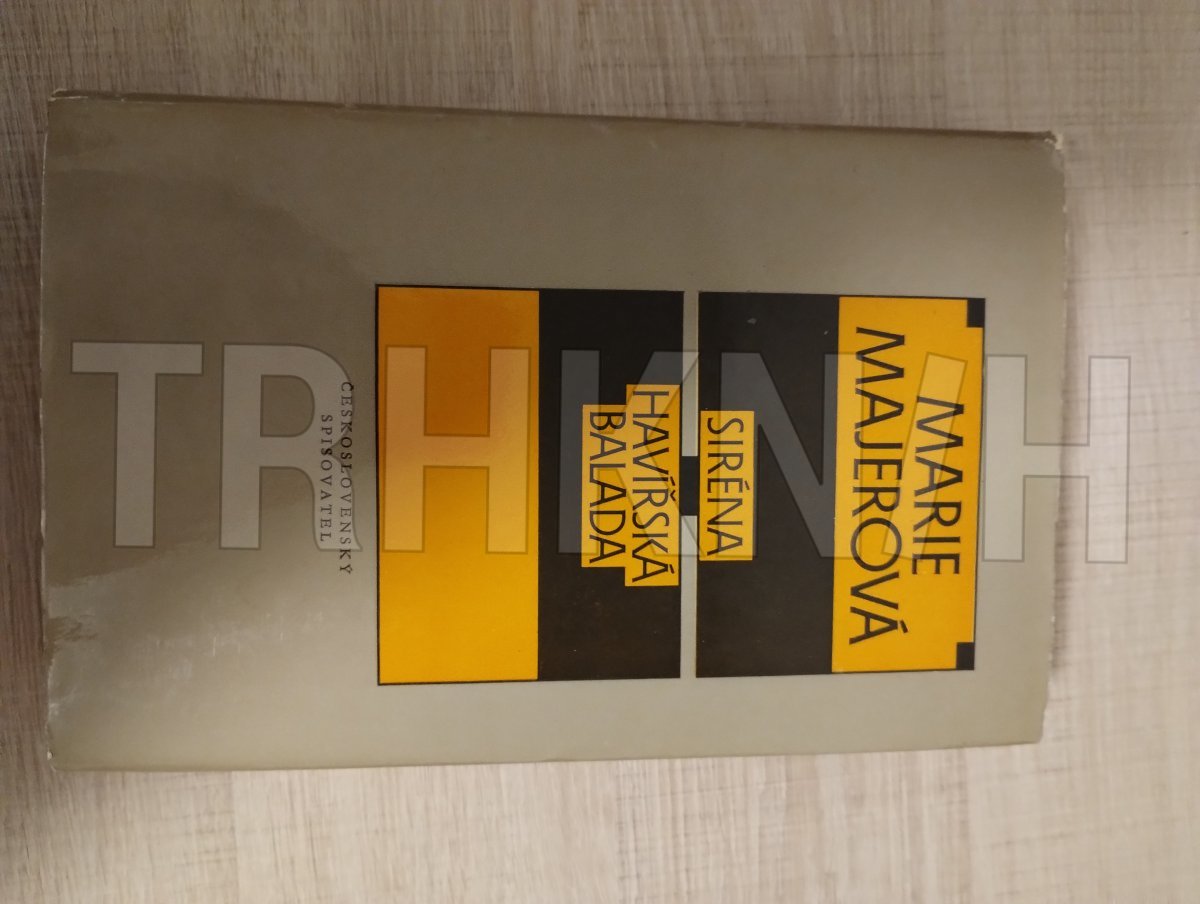 MARIE
MAJEROVÁ
SIRÉNA
HAVÍŘSKÁ
BALADA
ČESKOSLOVENSKÝ
SPISOVATEL
TRHKNIH